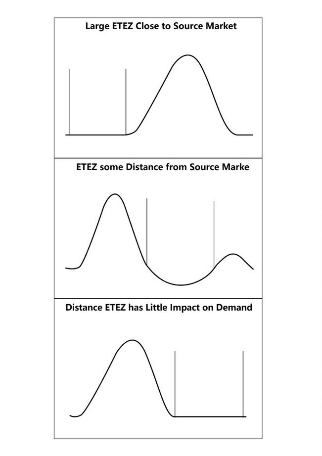 Large ETEZ Close to Source Market
ETEZ some Distance from Source Marke
Distance ETEZ has Little Impact on Demand